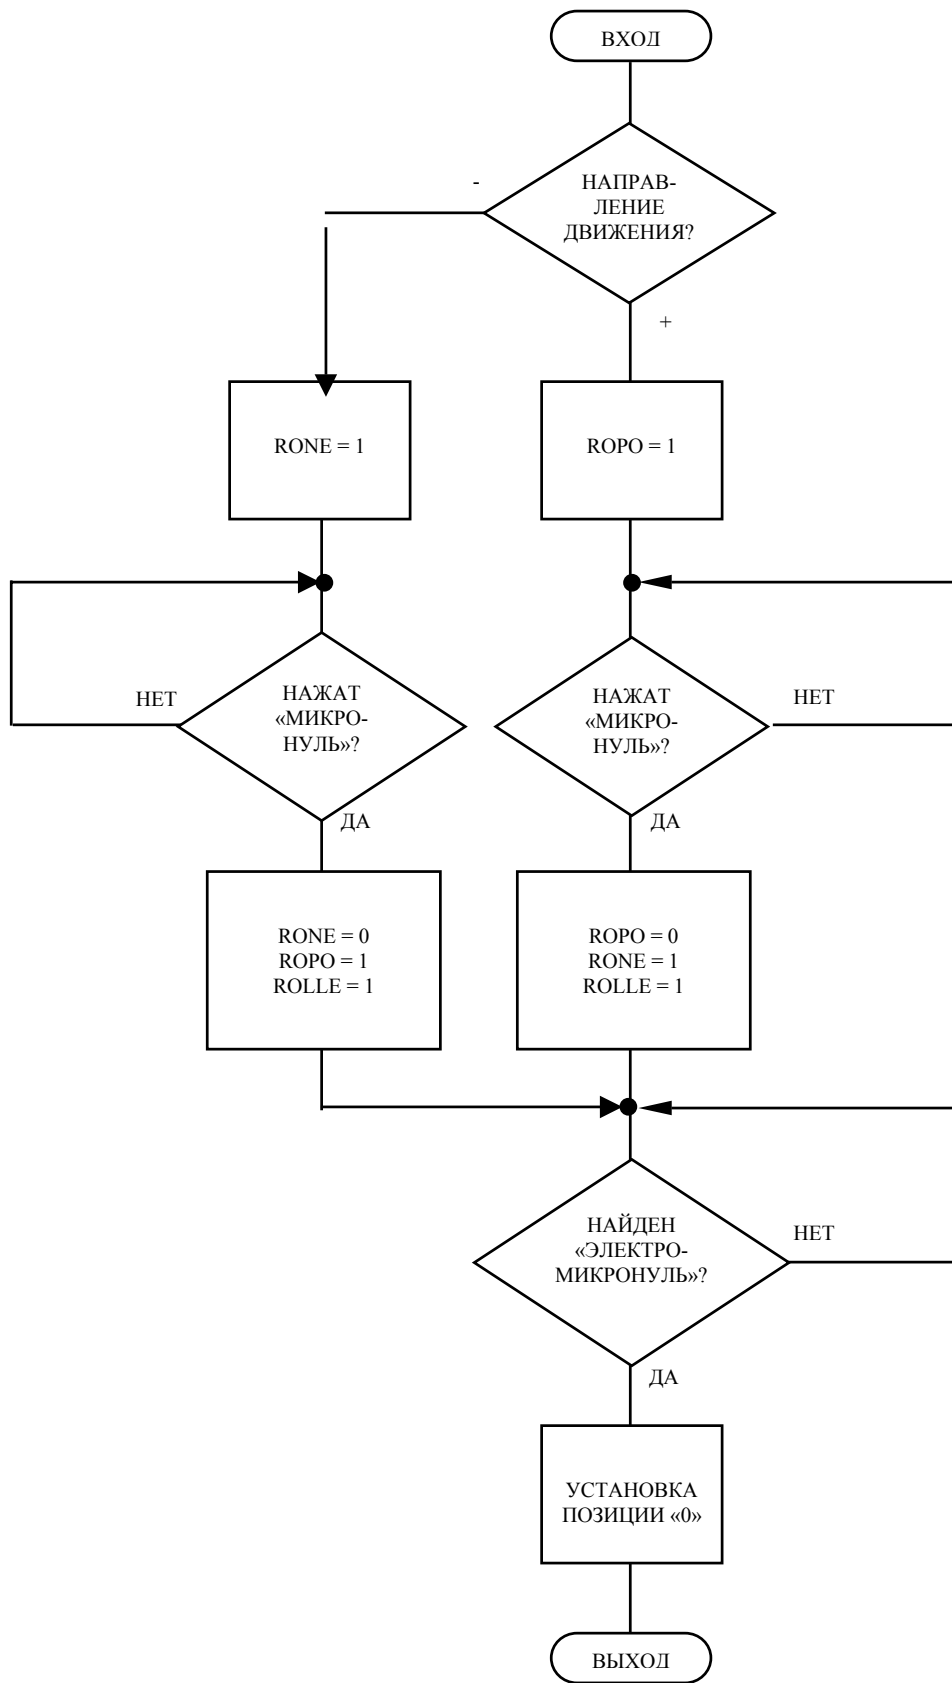 ВХОД
-
НАПРАВ-
ЛЕНИЕ
ДВИЖЕНИЯ?
+
RONE = 1
ROPO = 1
НЕТ
НАЖАТ
«МИКРО-
НУЛЬ»?
НАЖАТ
«МИКРО-
НУЛЬ»?
НЕТ
ДА
ДА
RONE = 0
ROPO = 1
ROLLE = 1
ROPO = 0
RONE = 1
ROLLE = 1
НАЙДЕН
«ЭЛЕКТРО-
МИКРОНУЛЬ»?
НЕТ
ДА
УСТАНОВКА
ПОЗИЦИИ «0»
ВЫХОД